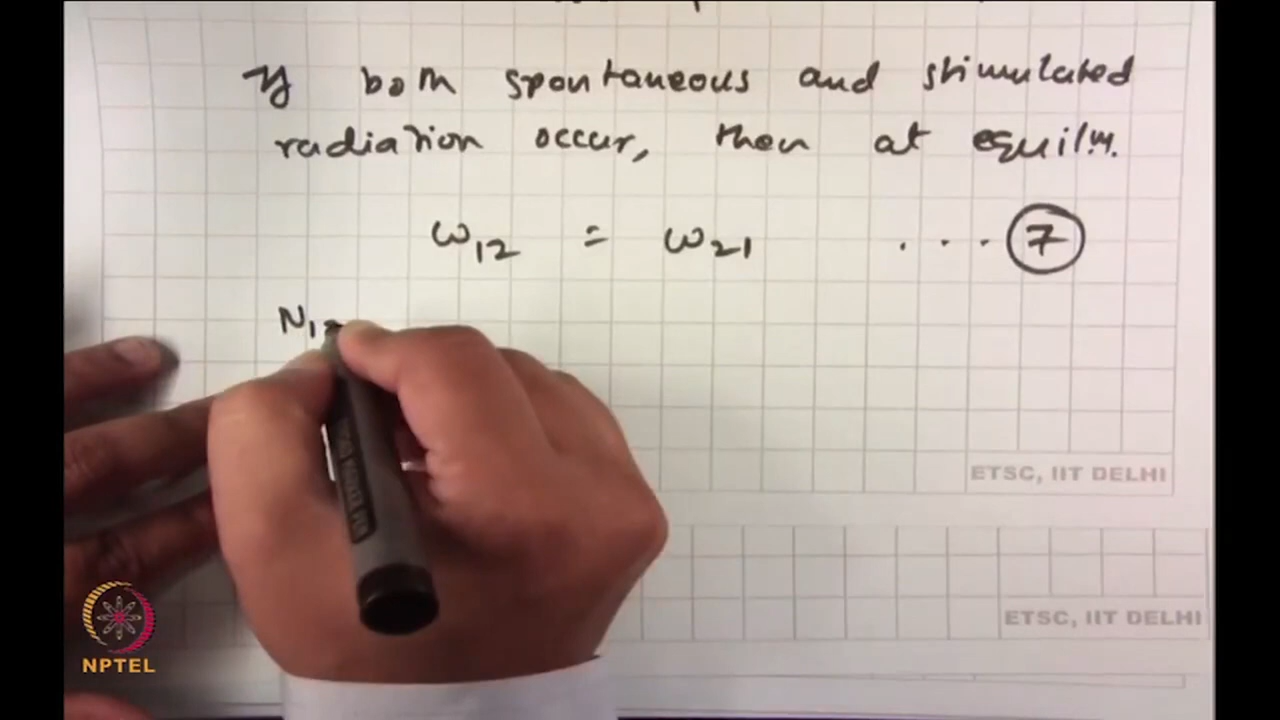 If both spontaneous and stimulated
radiation occur, then at equilm.
ω12 = ω21 ... 7
N1
ETSC, IIT DELHI
ETSC, IIT DELHI
NPTEL